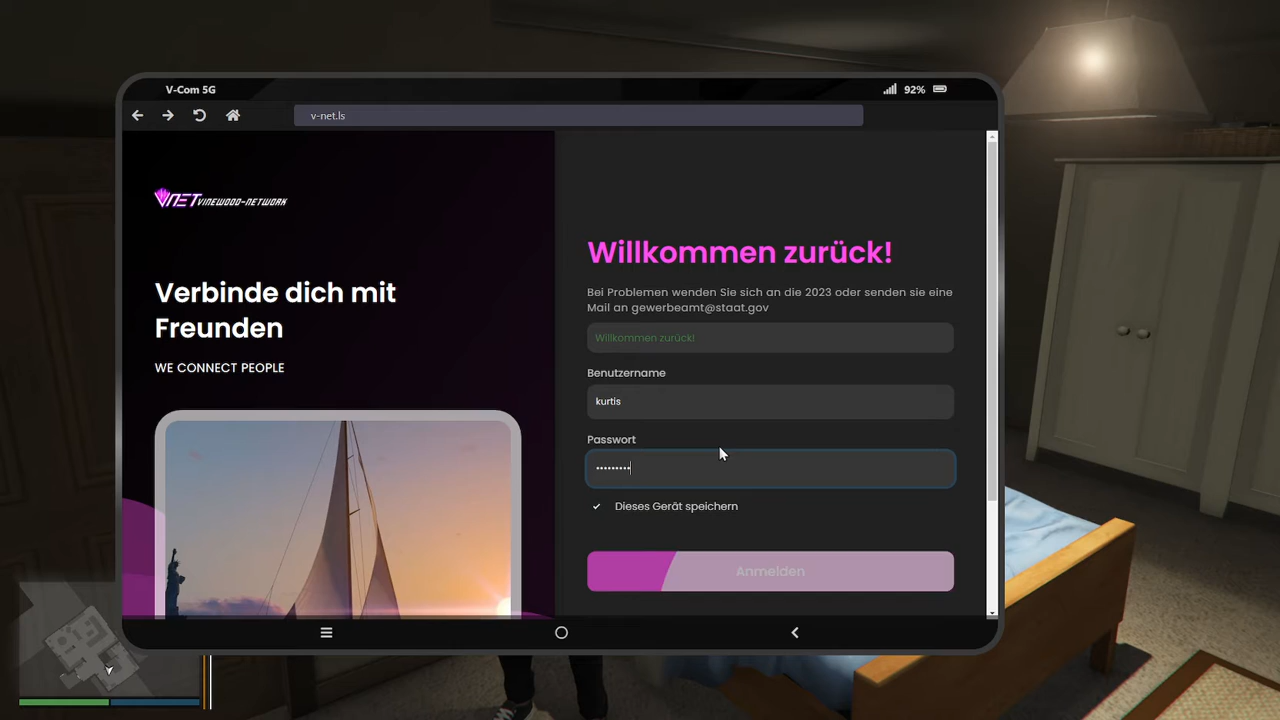 V-Com 5G
92%
v-net.ls
VNET VINEWOOD-NETWORK
Verbinde dich mit
Freunden
WE CONNECT PEOPLE
Willkommen zurück!
Bei Problemen wenden Sie sich an die 2023 oder senden sie eine
Mail an gewerbeamt@staat.gov
Willkommen zurück!
Benutzername
kurtis
Passwort
•••••••••
Dieses Gerät speichern
Anmelden